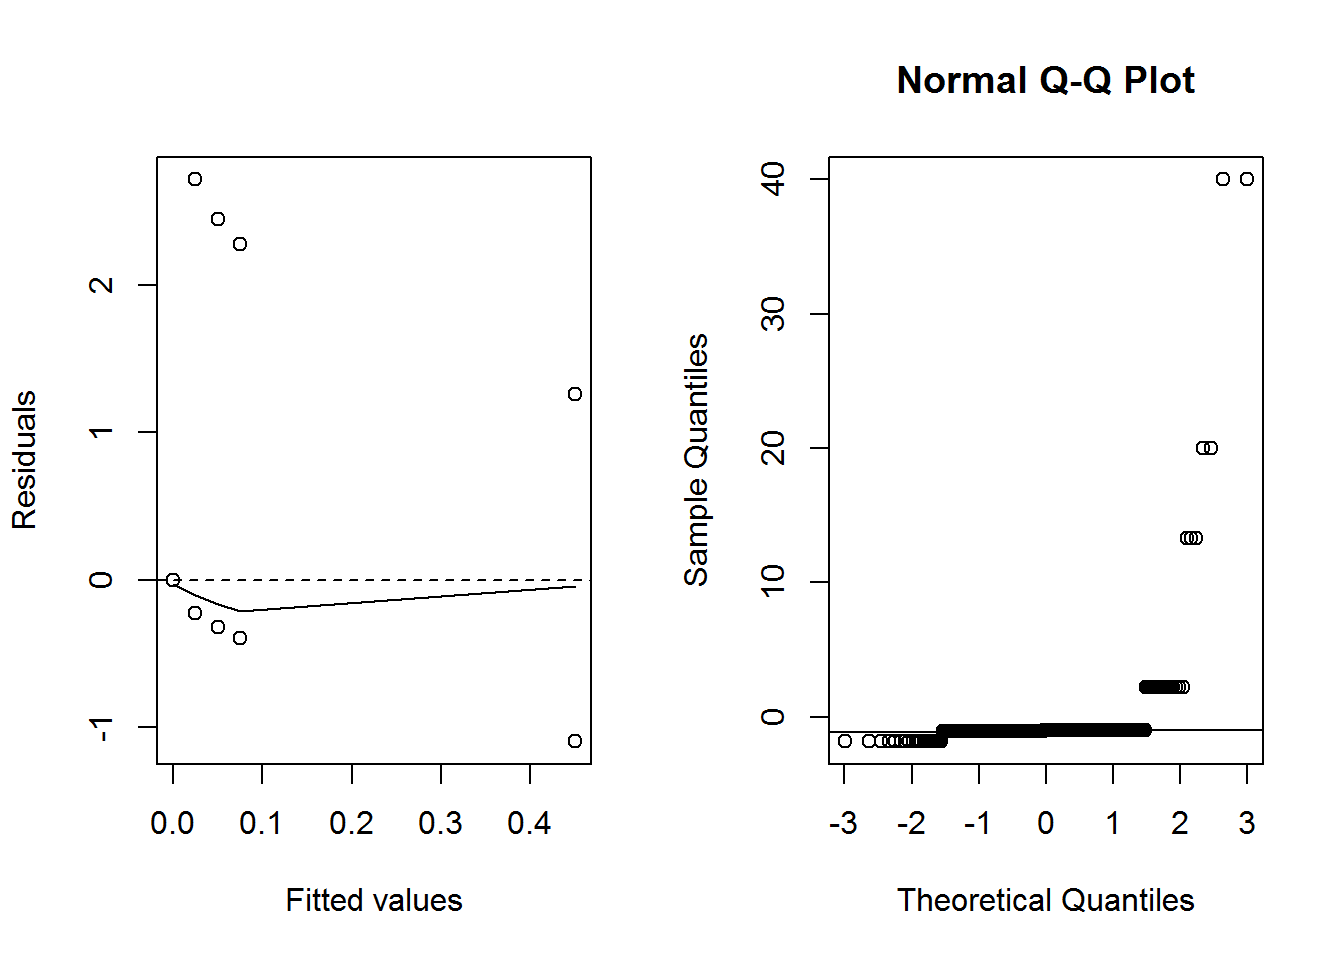 Residuals
2
1
0
-1
0.0 0.1 0.2 0.3 0.4
Fitted values
Normal Q-Q Plot
Sample Quantiles
40
30
20
10
0
-3 -2 -1 0 1 2 3
Theoretical Quantiles